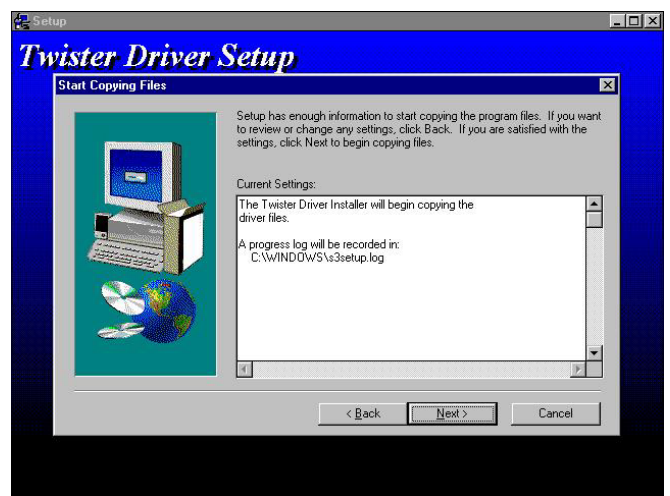 Setup
Twister Driver Setup
Start Copying Files
Setup has enough information to start copying the program files. If you want
to review or change any settings, click Back. If you are satisfied with the
settings, click Next to begin copying files.
Current Settings:
The Twister Driver Installer will begin copying the
driver files.
A progress log will be recorded in:
C:\WINDOWS\s3setup.log
< Back
Next >
Cancel